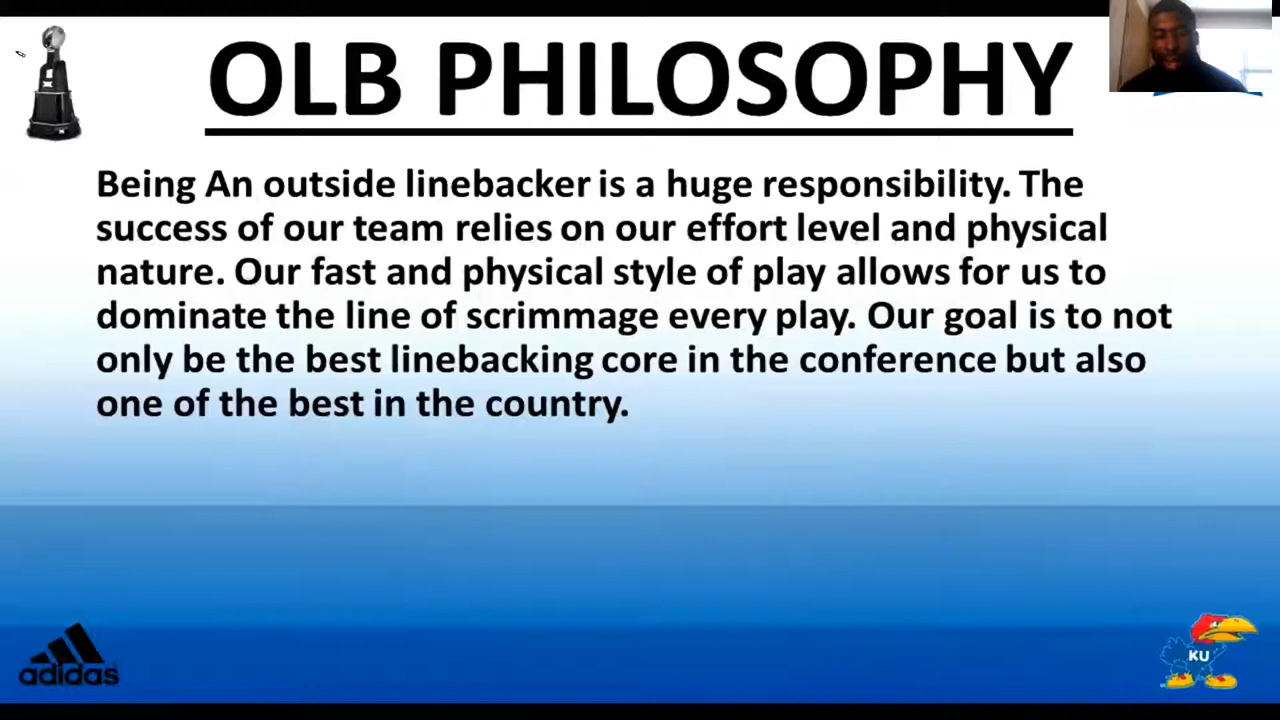 OLB PHILOSOPHY
Being An outside linebacker is a huge responsibility. The
success of our team relies on our effort level and physical
nature. Our fast and physical style of play allows for us to
dominate the line of scrimmage every play. Our goal is to not
only be the best linebacking core in the conference but also
one of the best in the country.
adidas
KU